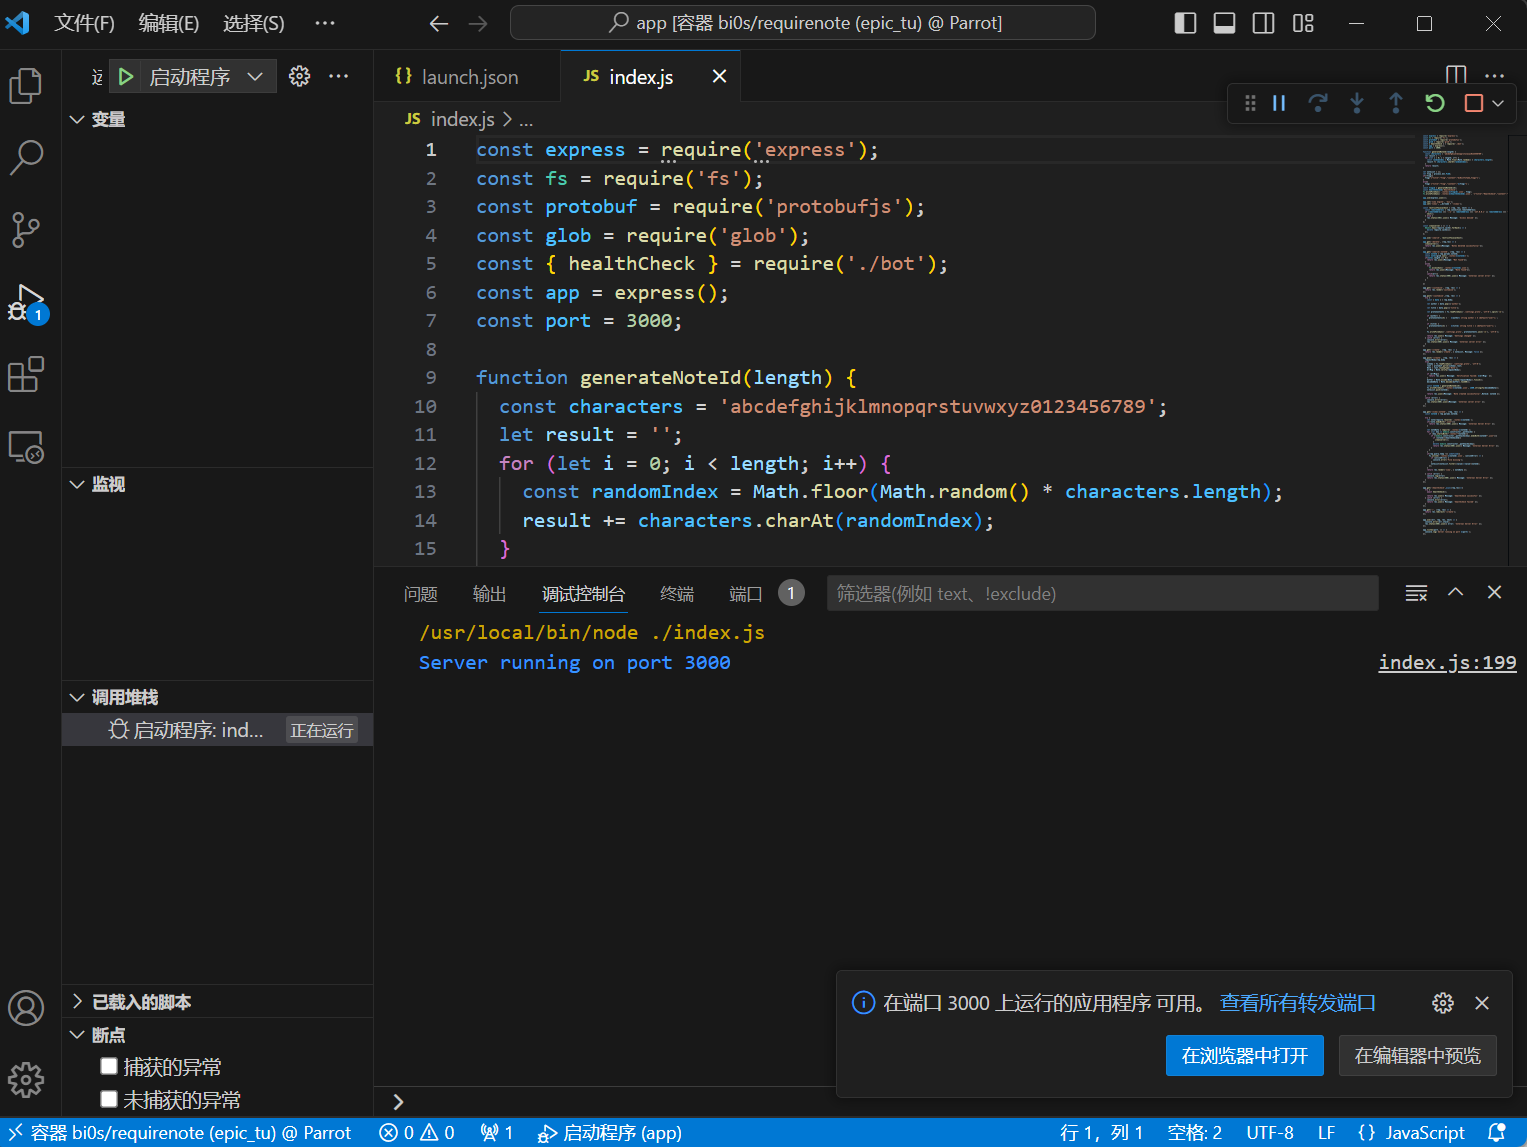 文件(F) 编辑(E) 选择(S) ··· app [容器 bi0s/requirenote (epic_tu) @ Parrot]
启动程序
{} launch.json
JS index.js
JS index.js > ...
变量
1 const express = require('express');
2 const fs = require('fs');
3 const protobuf = require('protobufjs');
4 const glob = require('glob');
5 const { healthCheck } = require('./bot');
6 const app = express();
7 const port = 3000;
8
9 function generateNoteId(length) {
10 const characters = 'abcdefghijklmnopqrstuvwxyz0123456789';
11 let result = '';
12 for (let i = 0; i < length; i++) {
13 const randomIndex = Math.floor(Math.random() * characters.length);
14 result += characters.charAt(randomIndex);
15 }
1
监视
调用堆栈
启动程序: ind... 正在运行
已载入的脚本
断点
捕获的异常
未捕获的异常
问题 输出 调试控制台 终端 端口 1 筛选器(例如 text、!exclude)
/usr/local/bin/node ./index.js
Server running on port 3000 index.js:199
在端口 3000 上运行的应用程序 可用。 查看所有转发端口
在浏览器中打开 在编辑器中预览
>
容器 bi0s/requirenote (epic_tu) @ Parrot 0 0 1 启动程序 (app) 行 1，列 1 空格: 2 UTF-8 LF {} JavaScript